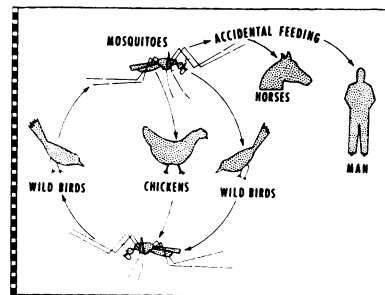 MOSQUITOES
ACCIDENTAL FEEDING
HORSES
MAN
WILD BIRDS
CHICKENS
WILD BIRDS